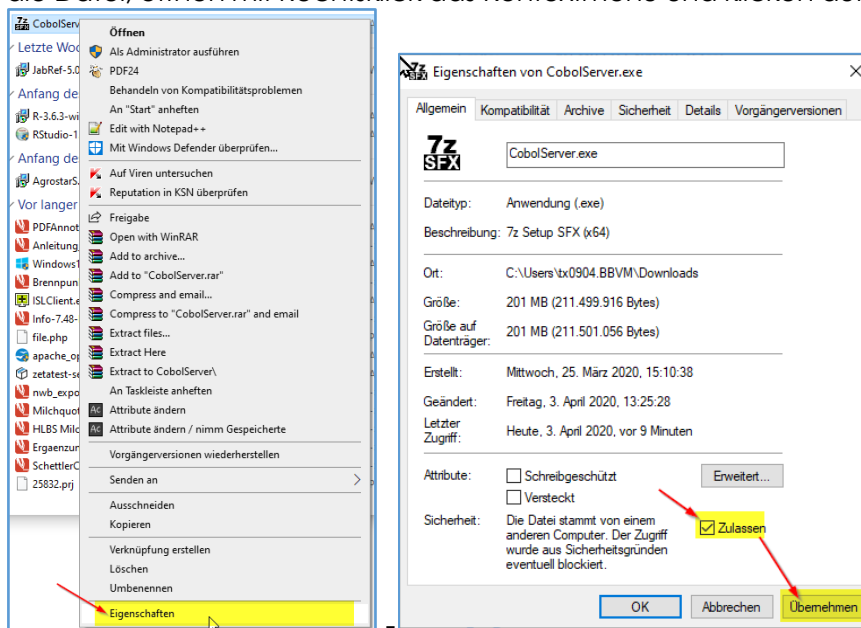 CobolServ
Letzte Woc
JabRef-5.0
Anfang de
R-3.6.3-wi
RStudio-1
Anfang de
AgrostarS.
Vor langer
PDFAnnot
Anleitung
Windows1
Brennpun
ISLClient.e
Info-7.48-
file.php
apache_op
zetatest-se
nwb_expo
Milchquot
HLBS Milc
Ergaenzur
SchettlerC
25832.prj
Öffnen
Als Administrator ausführen
PDF24
Behandeln von Kompatibilitätsproblemen
An "Start" anheften
Edit with Notepad++
Mit Windows Defender überprüfen...
Auf Viren untersuchen
Reputation in KSN überprüfen
Freigabe
Open with WinRAR
Add to archive...
Add to "CobolServer.rar"
Compress and email...
Compress to "CobolServer.rar" and email
Extract files...
Extract Here
Extract to CobolServer\
An Taskleiste anheften
Attribute ändern
Attribute ändern / nimm Gespeicherte
Vorgängerversionen wiederherstellen
Senden an
Ausschneiden
Kopieren
Verknüpfung erstellen
Löschen
Umbenennen
Eigenschaften
Eigenschaften von CobolServer.exe
Allgemein Kompatibilität Archive Sicherheit Details Vorgängerversionen
7z SFX
CobolServer.exe
Dateityp: Anwendung (.exe)
Beschreibung: 7z Setup SFX (x64)
Ort: C:\Users\tx0904.BBVM\Downloads
Größe: 201 MB (211.499.916 Bytes)
Größe auf Datenträger: 201 MB (211.501.056 Bytes)
Erstellt: Mittwoch, 25. März 2020, 15:10:38
Geändert: Freitag, 3. April 2020, 13:25:28
Letzter Zugriff: Heute, 3. April 2020, vor 9 Minuten
Attribute: Schreibgeschützt Erweitert...
Versteckt
Sicherheit: Die Datei stammt von einem
anderen Computer. Der Zugriff
wurde aus Sicherheitsgründen
eventuell blockiert.
Zulassen
OK Abbrechen Übernehmen